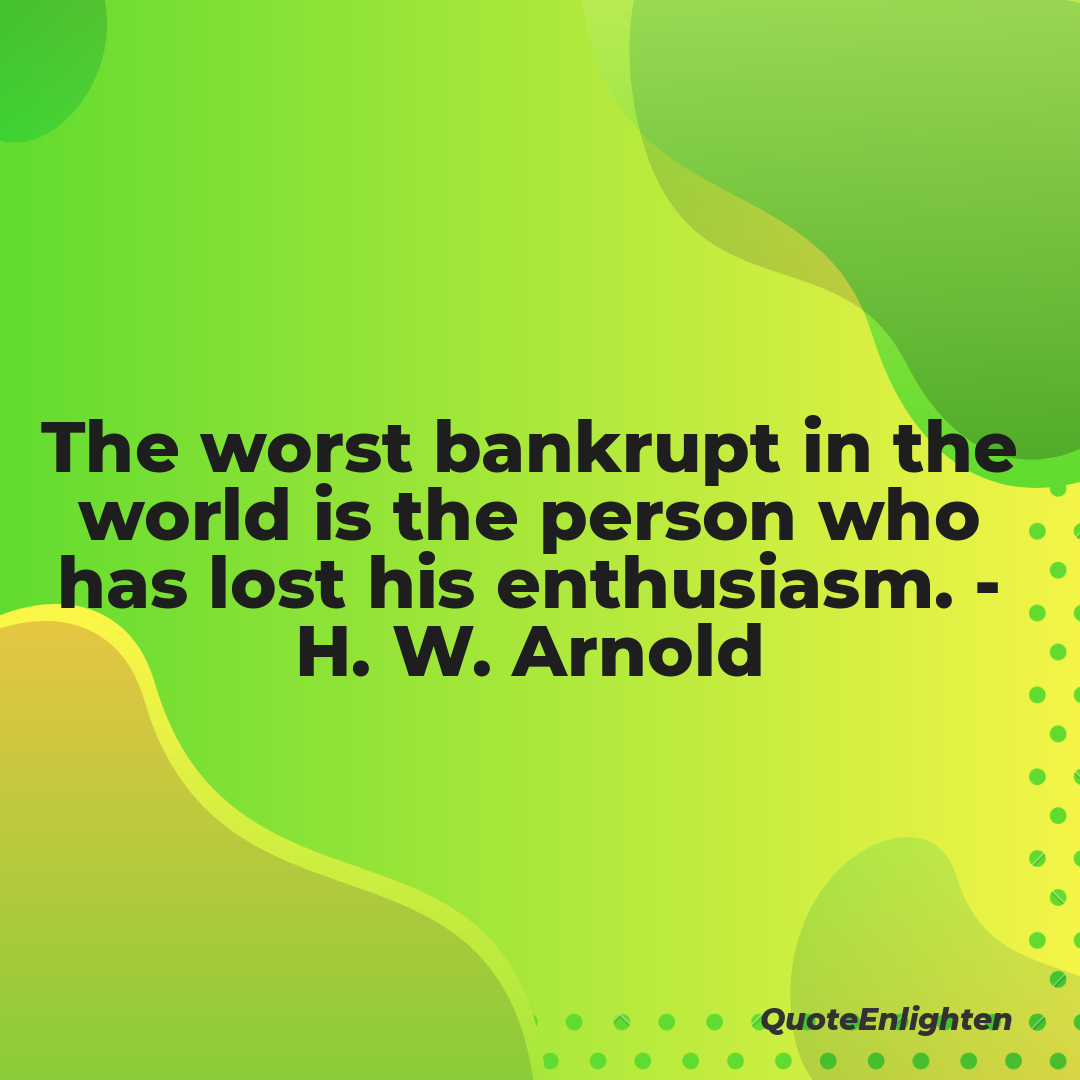 The worst bankrupt in the
world is the person who
has lost his enthusiasm. -
H. W. Arnold
QuoteEnlighten